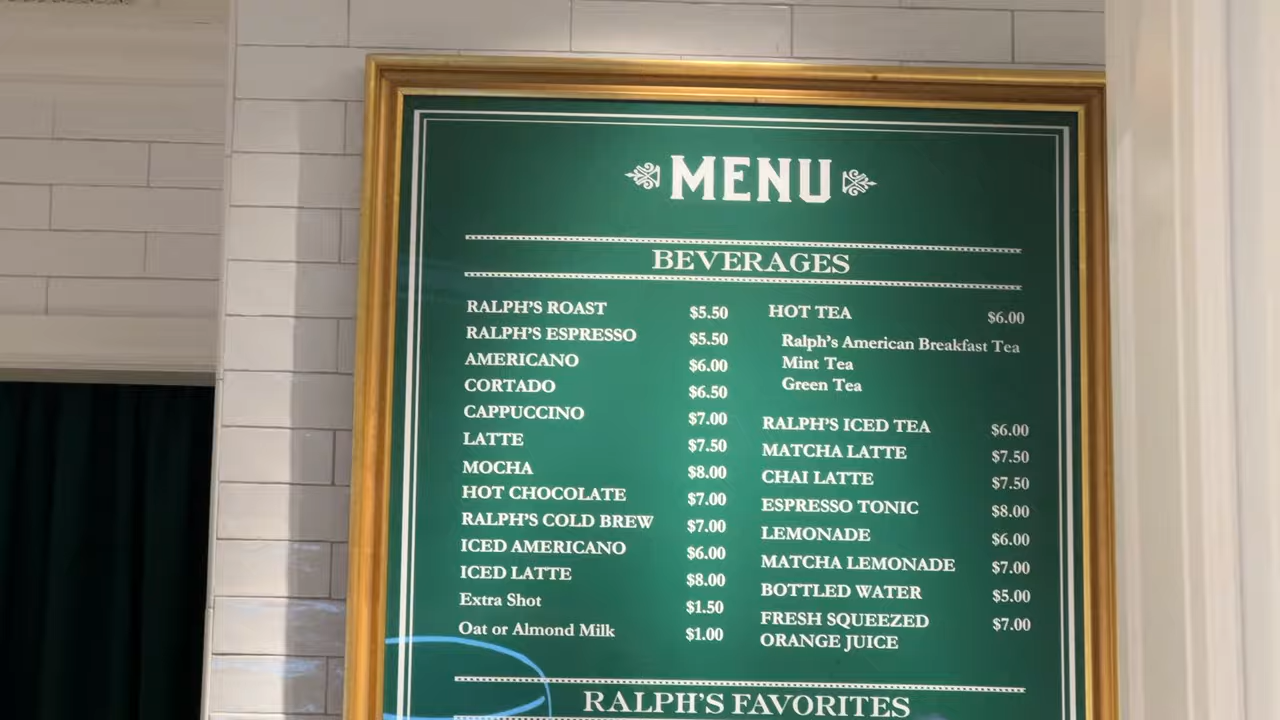 MENU
BEVERAGES
RALPH'S ROAST $5.50
RALPH'S ESPRESSO $5.50
AMERICANO $6.00
CORTADO $6.50
CAPPUCCINO $7.00
LATTE $7.50
MOCHA $8.00
HOT CHOCOLATE $7.00
RALPH'S COLD BREW $7.00
ICED AMERICANO $6.00
ICED LATTE $8.00
Extra Shot $1.50
Oat or Almond Milk $1.00
HOT TEA $6.00
Ralph's American Breakfast Tea
Mint Tea
Green Tea
RALPH'S ICED TEA $6.00
MATCHA LATTE $7.50
CHAI LATTE $7.50
ESPRESSO TONIC $8.00
LEMONADE $6.00
MATCHA LEMONADE $7.00
BOTTLED WATER $5.00
FRESH SQUEEZED $7.00
ORANGE JUICE
RALPH'S FAVORITES